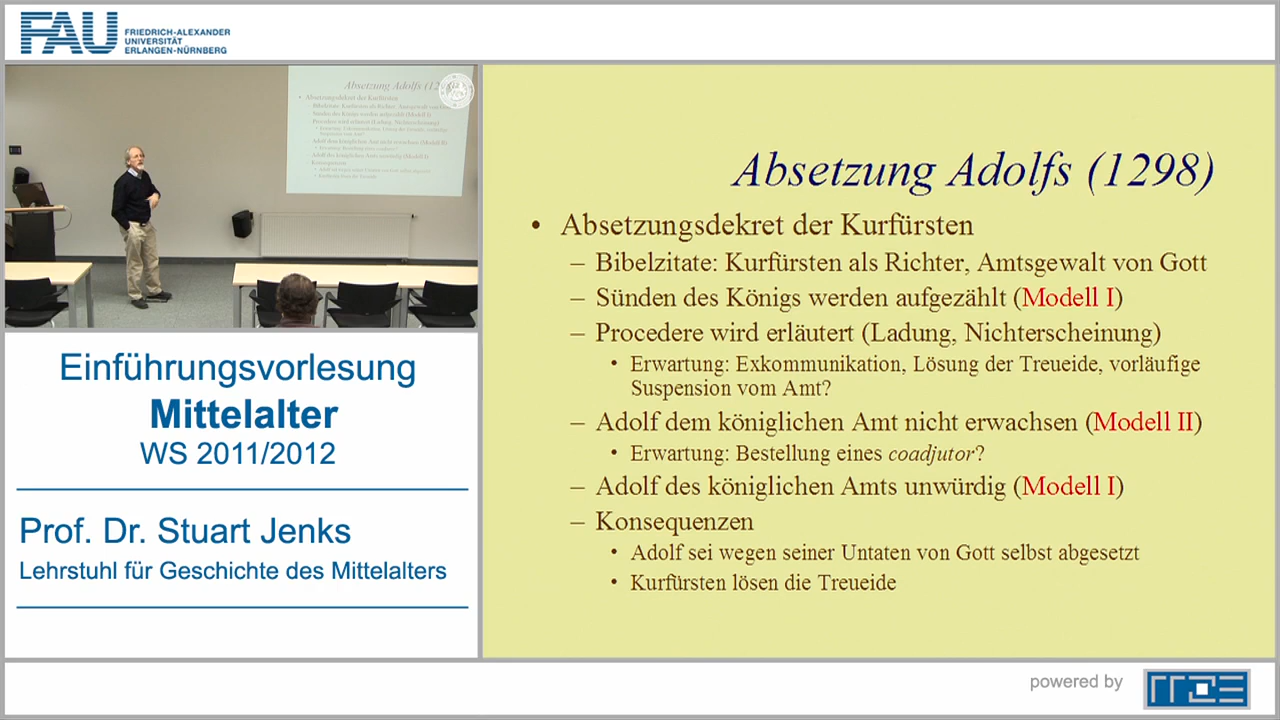 FAU FRIEDRICH-ALEXANDER
UNIVERSITÄT
ERLANGEN-NÜRNBERG
Einführungsvorlesung
Mittelalter
WS 2011/2012
Prof. Dr. Stuart Jenks
Lehrstuhl für Geschichte des Mittelalters
Absetzung Adolfs (1298)
• Absetzungsdekret der Kurfürsten
– Bibelzitate: Kurfürsten als Richter, Amtsgewalt von Gott
– Sünden des Königs werden aufgezählt (Modell I)
– Procedere wird erläutert (Ladung, Nichterscheinung)
• Erwartung: Exkommunikation, Lösung der Treueide, vorläufige
Suspension vom Amt?
– Adolf dem königlichen Amt nicht erwachsen (Modell II)
• Erwartung: Bestellung eines coadjutor?
– Adolf des königlichen Amts unwürdig (Modell I)
– Konsequenzen
• Adolf sei wegen seiner Untaten von Gott selbst abgesetzt
• Kurfürsten lösen die Treueide
powered by